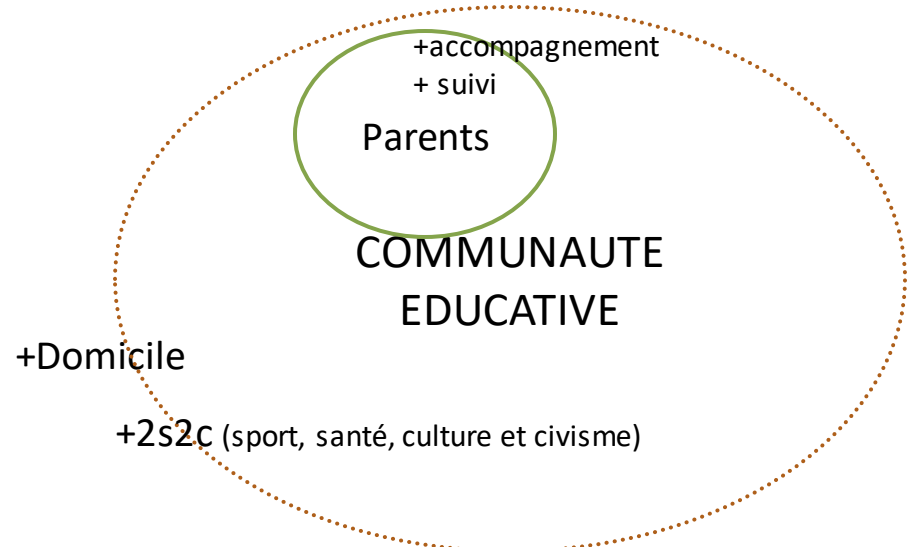 +accompagnement
+ suivi
Parents
COMMUNAUTE
EDUCATIVE
+Domicile
+2s2c (sport, santé, culture et civisme)